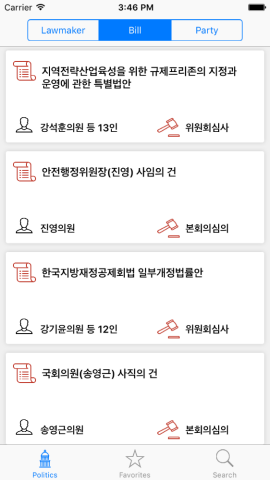 Carrier 3:46 PM
Lawmaker Bill Party
지역전략산업육성을 위한 규제프리존의 지정과
운영에 관한 특별법안
강석훈의원 등 13인 위원회심사
안전행정위원장(진영) 사임의 건
진영의원 본회의심의
한국지방재정공제회법 일부개정법률안
강기윤의원 등 12인 위원회심사
국회의원(송영근) 사직의 건
송영근의원 본회의심의
Politics Favorites Search